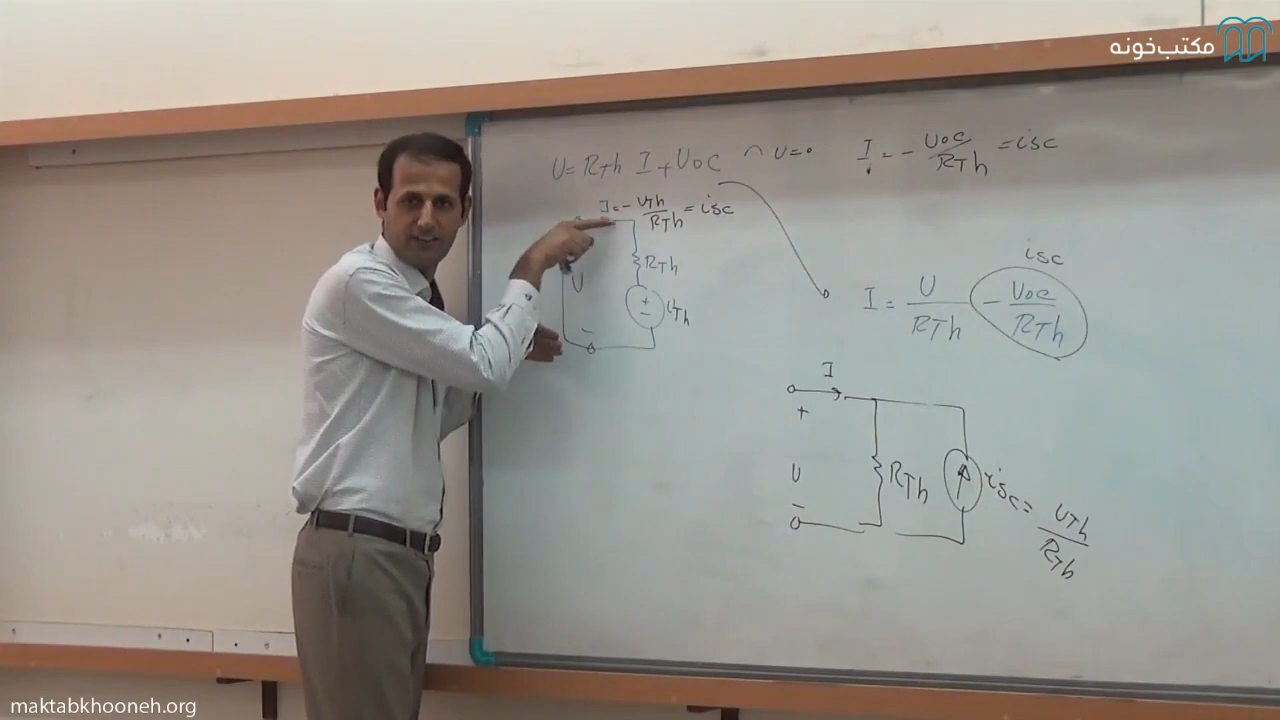 مکتب‌خونه
U = RTh I + Uoc ⌒ U=0 I = - Uoc/RTh = isc
I = - UTh/RTh = isc
RTh
U
+
-
UTh
-
isc
I = U/RTh - Uoc/RTh
I
+
U
-
RTh
isc = UTh/RTh
maktabkhooneh.org